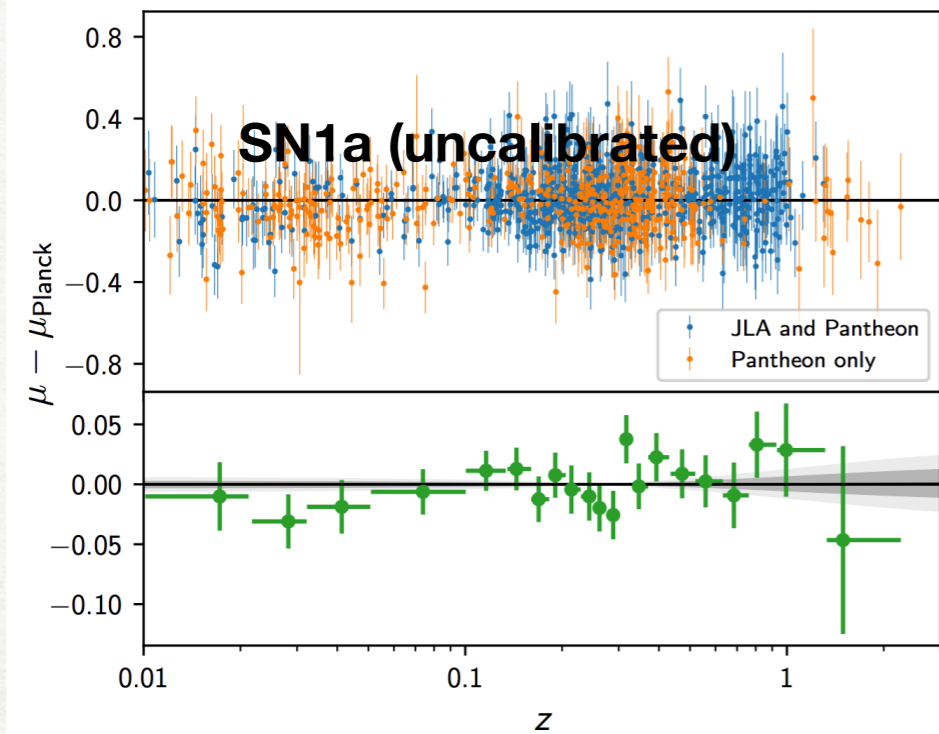 SN1a (uncalibrated)
0.8
0.4
0.0
−0.4
−0.8
μ − μPlanck
JLA and Pantheon
Pantheon only
0.05
0.00
−0.05
−0.10
0.01
0.1
1
z